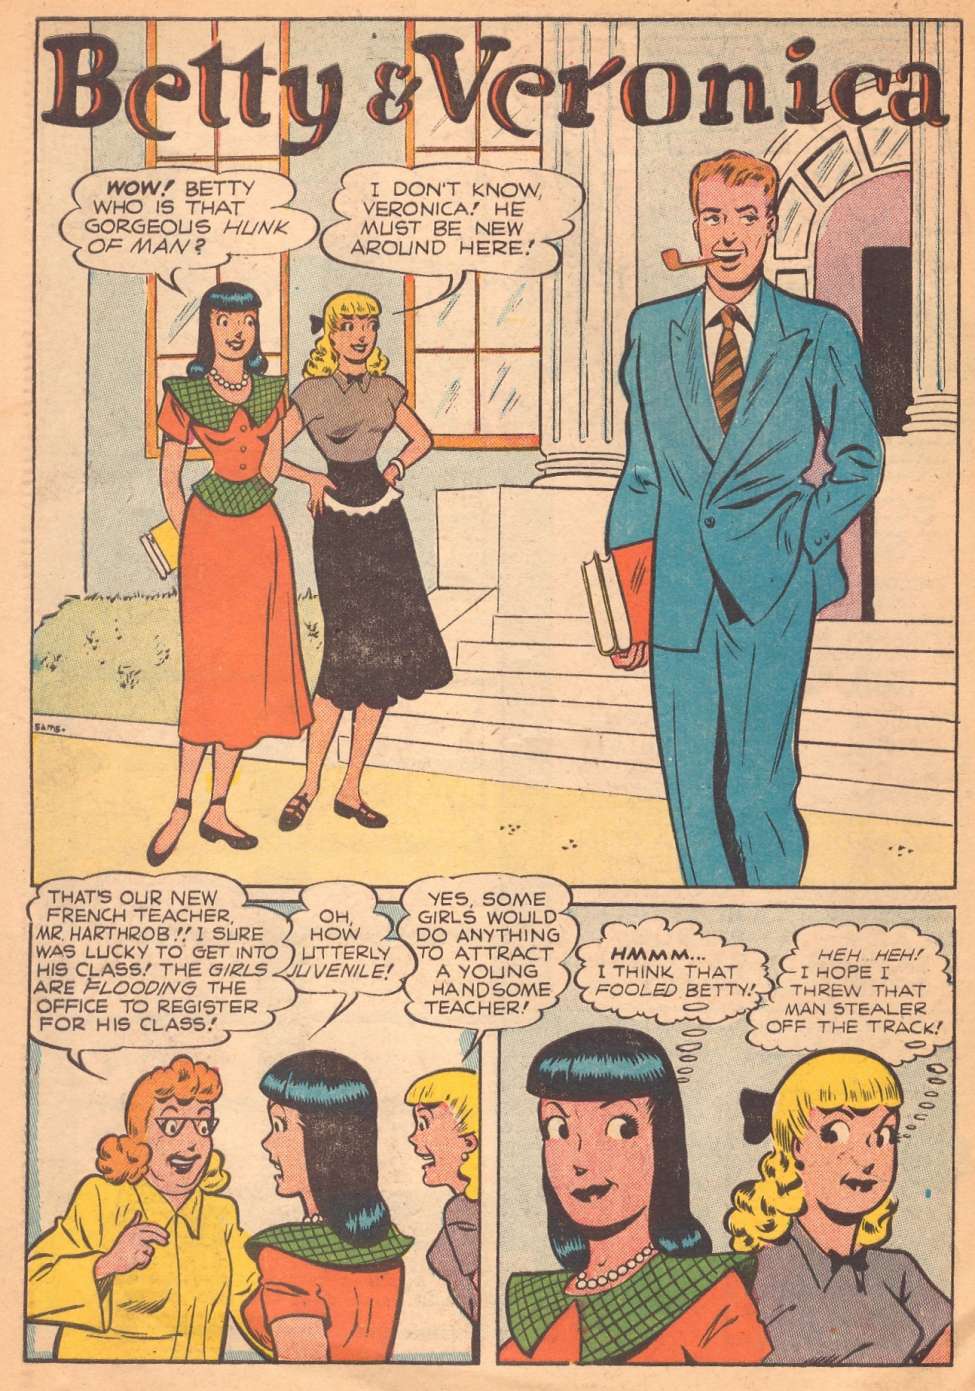 Betty & Veronica
WOW! BETTY
WHO IS THAT
GORGEOUS HUNK
OF MAN?
I DON'T KNOW,
VERONICA! HE
MUST BE NEW
AROUND HERE!
SAMS.
THAT'S OUR NEW
FRENCH TEACHER,
MR. HARTHROB!! I SURE
WAS LUCKY TO GET INTO
HIS CLASS! THE GIRLS
ARE FLOODING THE
OFFICE TO REGISTER
FOR HIS CLASS!
OH,
HOW
UTTERLY
JUVENILE!
YES, SOME
GIRLS WOULD
DO ANYTHING
TO ATTRACT
A YOUNG
HANDSOME
TEACHER!
HMMM...
I THINK THAT
FOOLED BETTY!
HEH..HEH!
I HOPE I
THREW THAT
MAN STEALER
OFF THE TRACK!